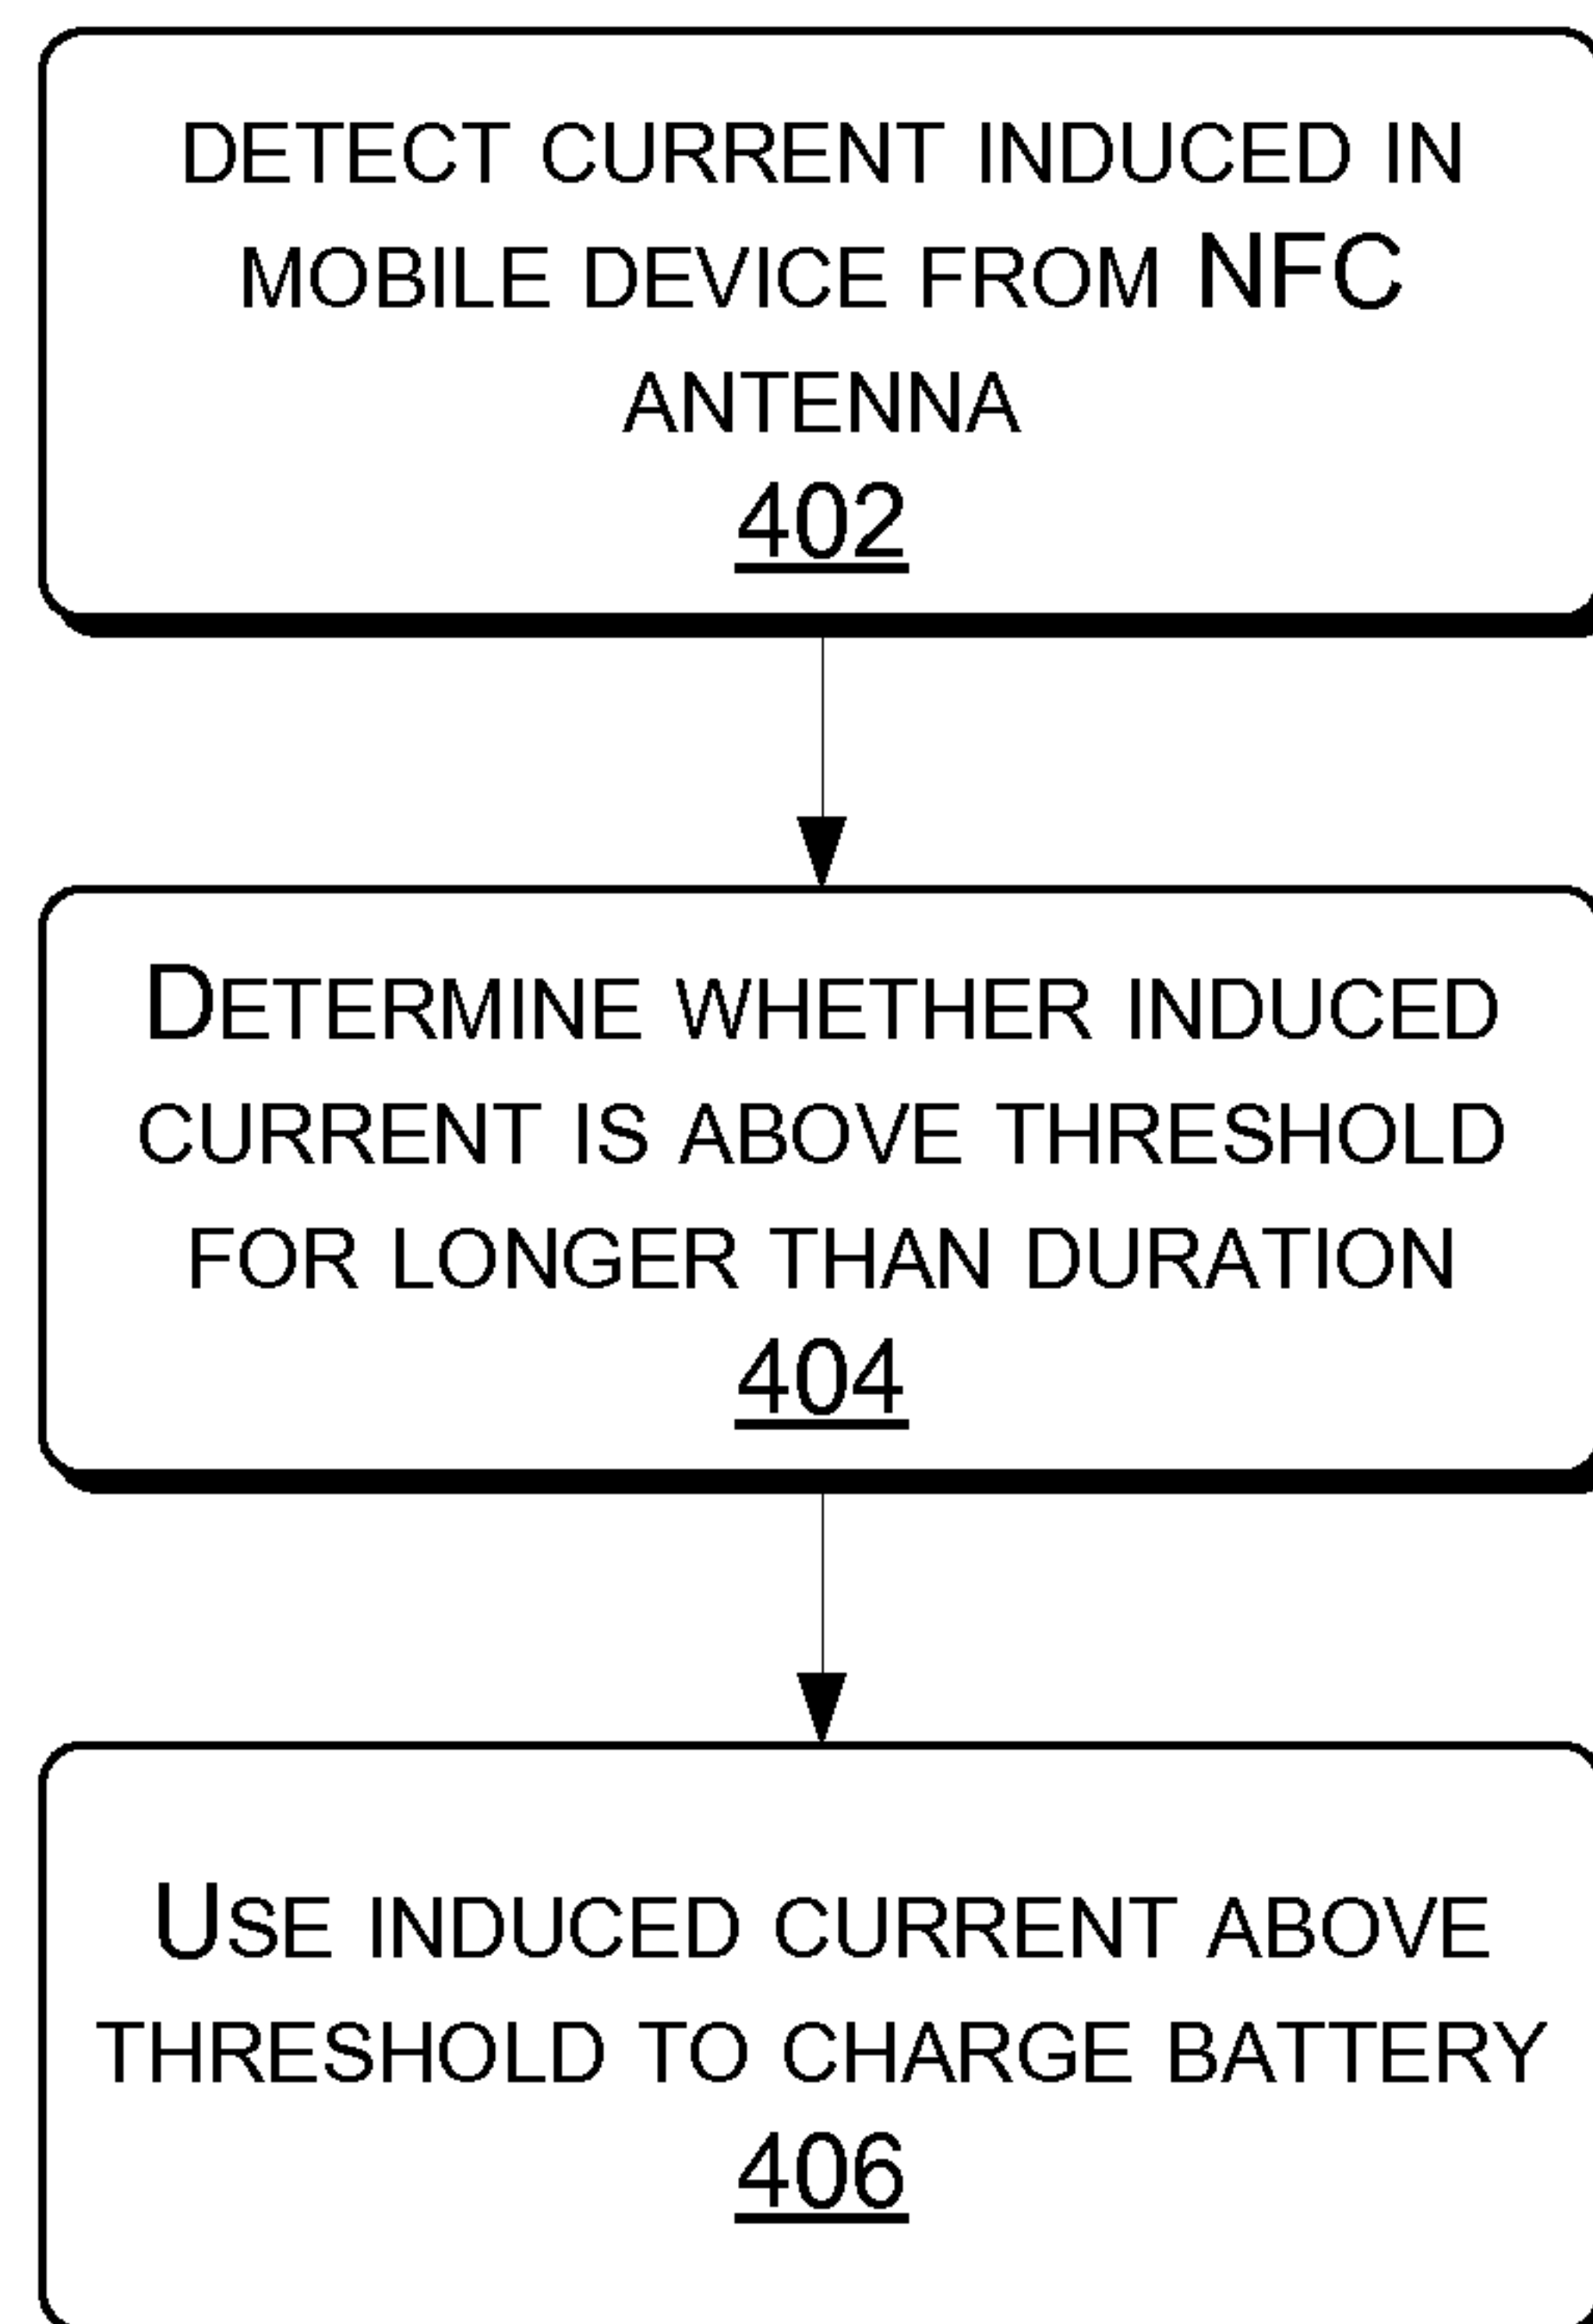 DETECT CURRENT INDUCED IN
MOBILE DEVICE FROM NFC
ANTENNA
402
DETERMINE WHETHER INDUCED
CURRENT IS ABOVE THRESHOLD
FOR LONGER THAN DURATION
404
USE INDUCED CURRENT ABOVE
THRESHOLD TO CHARGE BATTERY
406